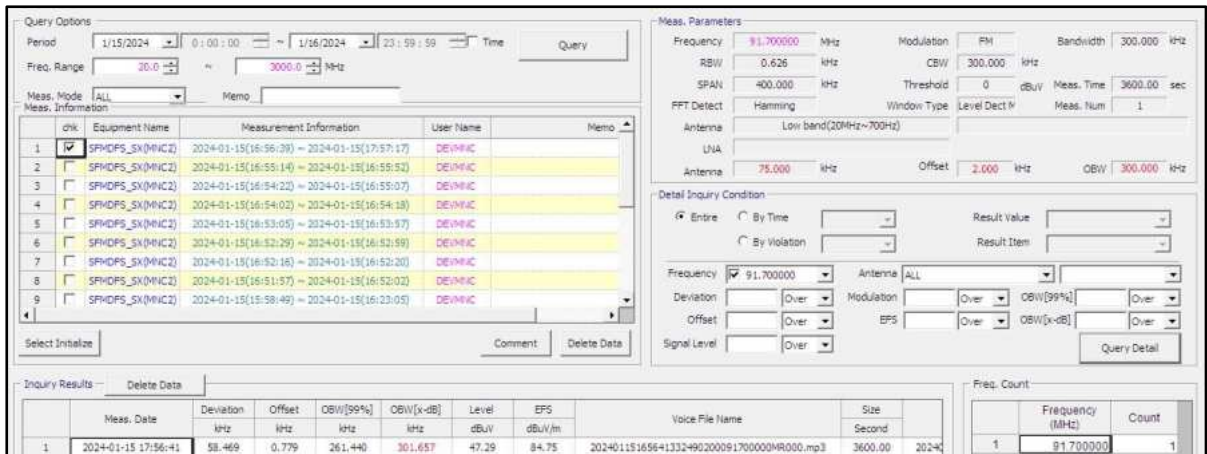 Query Options
Period 1/15/2024 0:00:00 ~ 1/16/2024 23:59:59 Time Query
Freq. Range 20.0 ~ 3000.0 MHz
Meas. Mode ALL Memo
Meas. Information
chk Equipment Name Measurement Information User Name Memo
1 SFMDFS_SX(MNC2) 2024-01-15(16:56:39) ~ 2024-01-15(17:57:17) DEVMNC
2 SFMDFS_SX(MNC2) 2024-01-15(16:55:14) ~ 2024-01-15(16:55:52) DEVMNC
3 SFMDFS_SX(MNC2) 2024-01-15(16:54:22) ~ 2024-01-15(16:55:07) DEVMNC
4 SFMDFS_SX(MNC2) 2024-01-15(16:54:02) ~ 2024-01-15(16:54:18) DEVMNC
5 SFMDFS_SX(MNC2) 2024-01-15(16:53:05) ~ 2024-01-15(16:53:57) DEVMNC
6 SFMDFS_SX(MNC2) 2024-01-15(16:52:29) ~ 2024-01-15(16:52:59) DEVMNC
7 SFMDFS_SX(MNC2) 2024-01-15(16:52:16) ~ 2024-01-15(16:52:20) DEVMNC
8 SFMDFS_SX(MNC2) 2024-01-15(16:51:57) ~ 2024-01-15(16:52:02) DEVMNC
9 SFMDFS_SX(MNC2) 2024-01-15(15:58:49) ~ 2024-01-15(16:23:05) DEVMNC
Select Initialize Comment Delete Data
Meas. Parameters
Frequency 91.700000 MHz Modulation FM Bandwidth 300.000 kHz
RBW 0.626 kHz CBW 300.000 kHz
SPAN 400.000 kHz Threshold 0 dBuV Meas. Time 3600.00 sec
FFT Detect Hamming Window Type Level Dect M Meas. Num 1
Antenna Low band(20MHz~700Hz)
LNA
Antenna 75.000 kHz Offset 2.000 kHz OBW 300.000 kHz
Detail Inquiry Condition
Entire By Time Result Value
By Violation Result Item
Frequency 91.700000 Antenna ALL
Deviation Over Modulation Over OBW[99%] Over
Offset Over EFS Over OBW[x-dB] Over
Signal Level Over Query Detail
Inquiry Results Delete Data
Meas. Date Deviation Offset OBW[99%] OBW[x-dB] Level EFS Voice File Name Size
kHz kHz kHz kHz dBuV dBuV/m Second
1 2024-01-15 17:56:41 58.469 0.779 261.440 301.657 47.29 84.75 3600.00
Freq. Count
Frequency (MHz) Count
1 91.700000 1